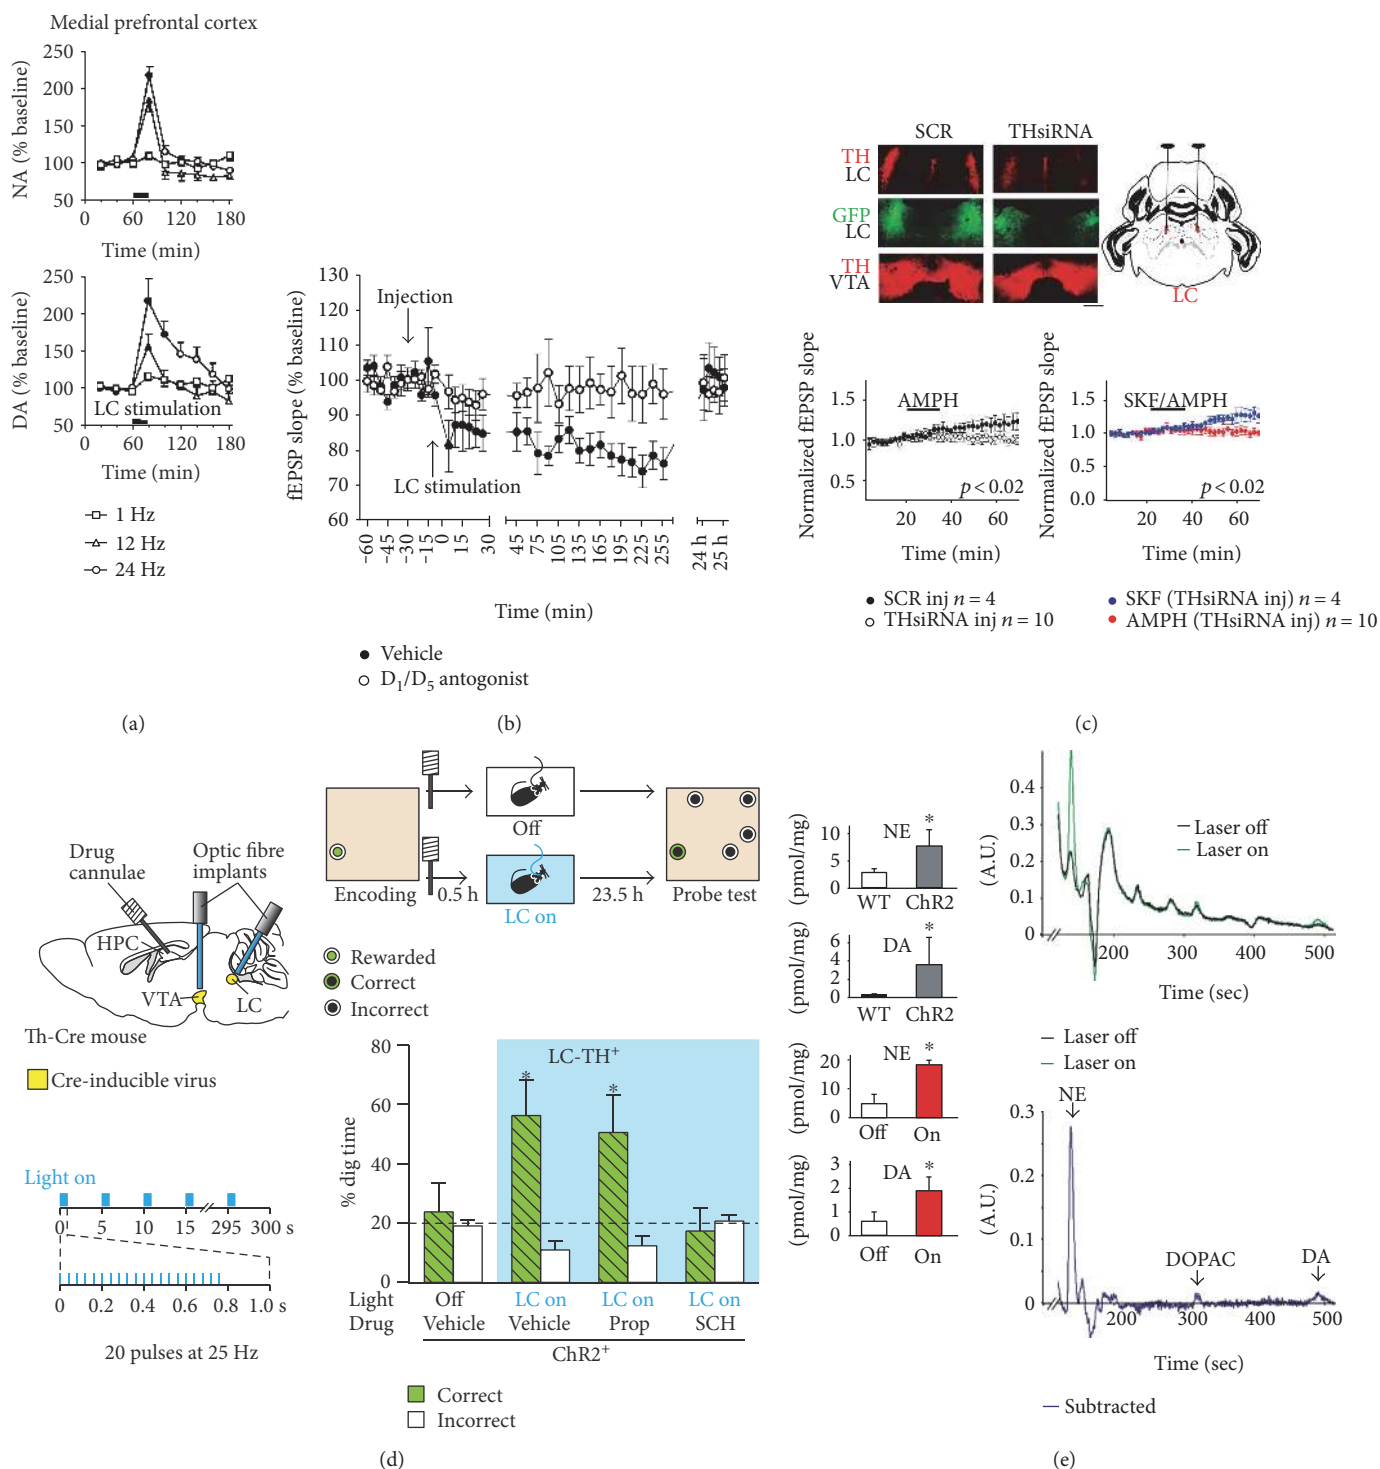 Medial prefrontal cortex
NA (% baseline)
250
200
150
100
50
0 60 120 180
Time (min)
DA (% baseline)
250
200
150
100
50
LC stimulation
0 60 120 180
Time (min)
1 Hz
12 Hz
24 Hz
(a)
fEPSP slope (% baseline)
130
120
110
100
90
80
70
60
Injection
LC stimulation
−60 −45 −30 −15 0 15 30 45 75 105 135 165 195 225 255 24 h 25 h
Time (min)
Vehicle
D1/D5 antogonist
(b)
SCR THsiRNA
TH
LC
GFP
LC
TH
VTA
LC
Normalized fEPSP slope
1.5
1.0
0.5
AMPH
p < 0.02
20 40 60
Time (min)
SCR inj n = 4
THsiRNA inj n = 10
Normalized fEPSP slope
1.5
1.0
0.5
0.0
SKF/AMPH
p < 0.02
20 40 60
Time (min)
SKF (THsiRNA inj) n = 4
AMPH (THsiRNA inj) n = 10
(c)
Drug
cannulae
Optic fibre
implants
HPC
VTA
LC
Th-Cre mouse
Cre-inducible virus
Light on
0 5 10 15 295 300 s
0 0.2 0.4 0.6 0.8 1.0 s
20 pulses at 25 Hz
Off
Encoding 0.5 h 23.5 h Probe test
LC on
Rewarded
Correct
Incorrect
% dig time
80
60
40
20
0
LC-TH+
* *
Light Off LC on LC on LC on
Drug Vehicle Vehicle Prop SCH
ChR2+
Correct
Incorrect
(d)
(pmol/mg)
10
5
0
NE *
WT ChR2
(pmol/mg)
6
4
2
0
DA *
WT ChR2
(pmol/mg)
20
10
0
NE *
Off On
(pmol/mg)
3
2
1
0
DA *
Off On
(A.U.)
0.4
0.3
0.2
0.1
0
Laser off
Laser on
200 300 400 500
Time (sec)
Laser off
Laser on
(A.U.)
0.3
0.2
0.1
0
NE
DOPAC
DA
200 300 400 500
Time (sec)
Subtracted
(e)